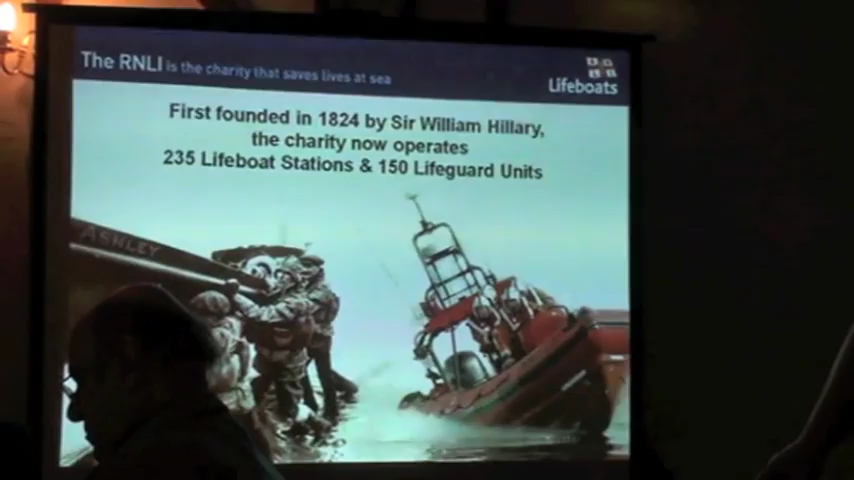 The RNLI is the charity that saves lives at sea
Lifeboats
First founded in 1824 by Sir William Hillary,
the charity now operates
235 Lifeboat Stations & 150 Lifeguard Units
ASHLEY